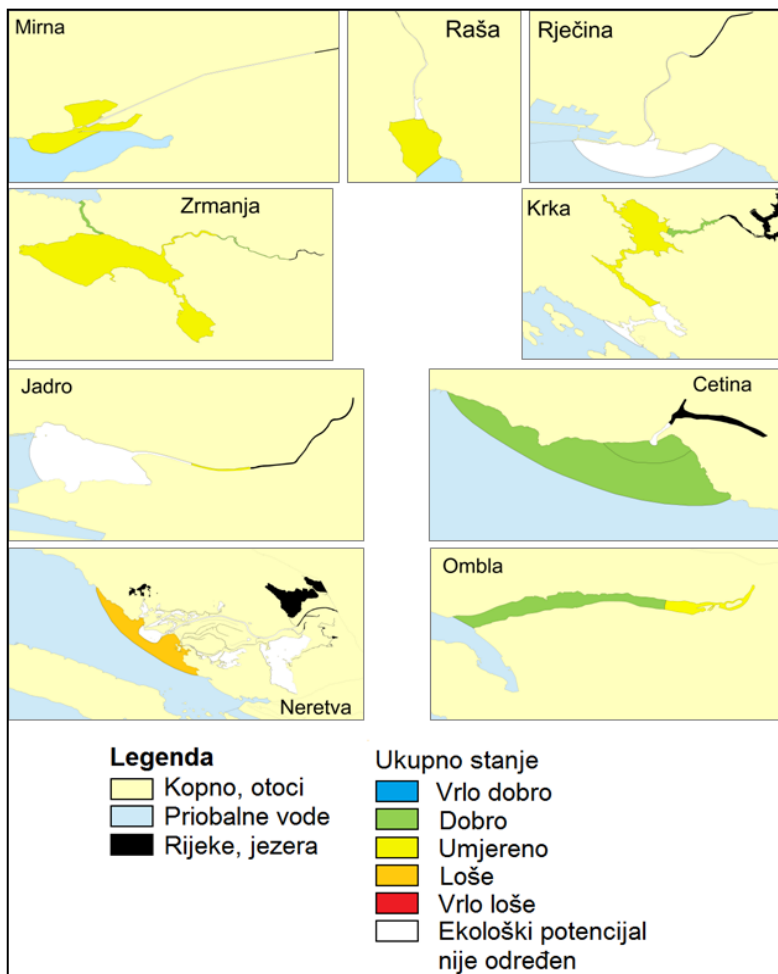 Mirna
Raša
Rječina
Zrmanja
Krka
Jadro
Cetina
Neretva
Ombla
Legenda
Kopno, otoci
Priobalne vode
Rijeke, jezera
Ukupno stanje
Vrlo dobro
Dobro
Umjereno
Loše
Vrlo loše
Ekološki potencijal
nije određen